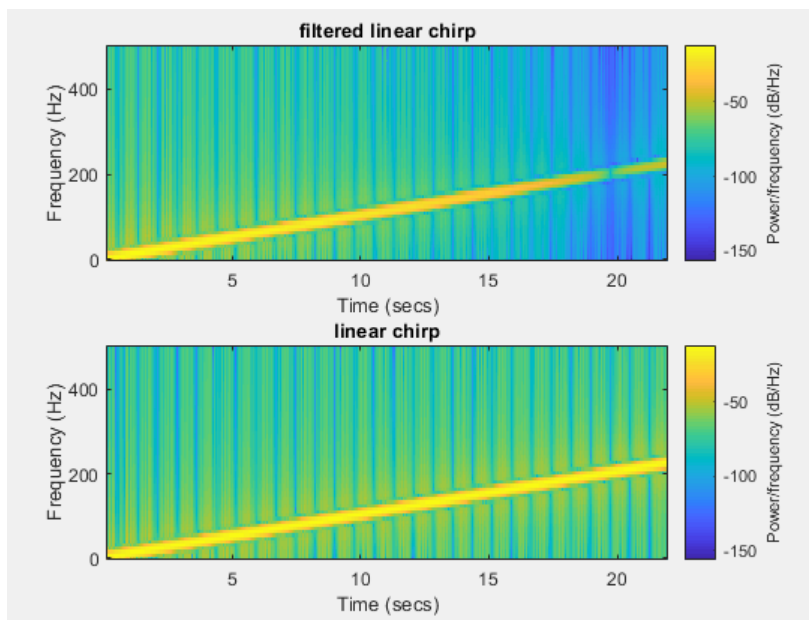 filtered linear chirp
Frequency (Hz)
400
200
0
5
10
15
20
Time (secs)
-50
-100
-150
Power/frequency (dB/Hz)
linear chirp
Frequency (Hz)
400
200
0
5
10
15
20
Time (secs)
-50
-100
-150
Power/frequency (dB/Hz)